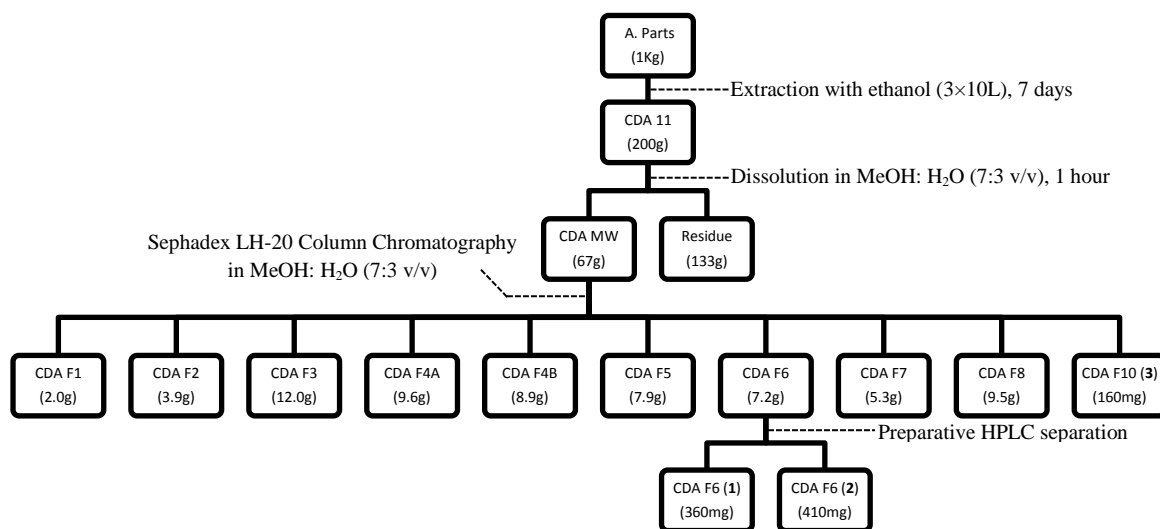 A. Parts
(1Kg)
Extraction with ethanol (3×10L), 7 days
CDA 11
(200g)
Dissolution in MeOH: H₂O (7:3 v/v), 1 hour
CDA MW
(67g)
Residue
(133g)
Sephadex LH-20 Column Chromatography
in MeOH: H₂O (7:3 v/v)
CDA F1
(2.0g)
CDA F2
(3.9g)
CDA F3
(12.0g)
CDA F4A
(9.6g)
CDA F4B
(8.9g)
CDA F5
(7.9g)
CDA F6
(7.2g)
CDA F7
(5.3g)
CDA F8
(9.5g)
CDA F10 (3)
(160mg)
Preparative HPLC separation
CDA F6 (1)
(360mg)
CDA F6 (2)
(410mg)